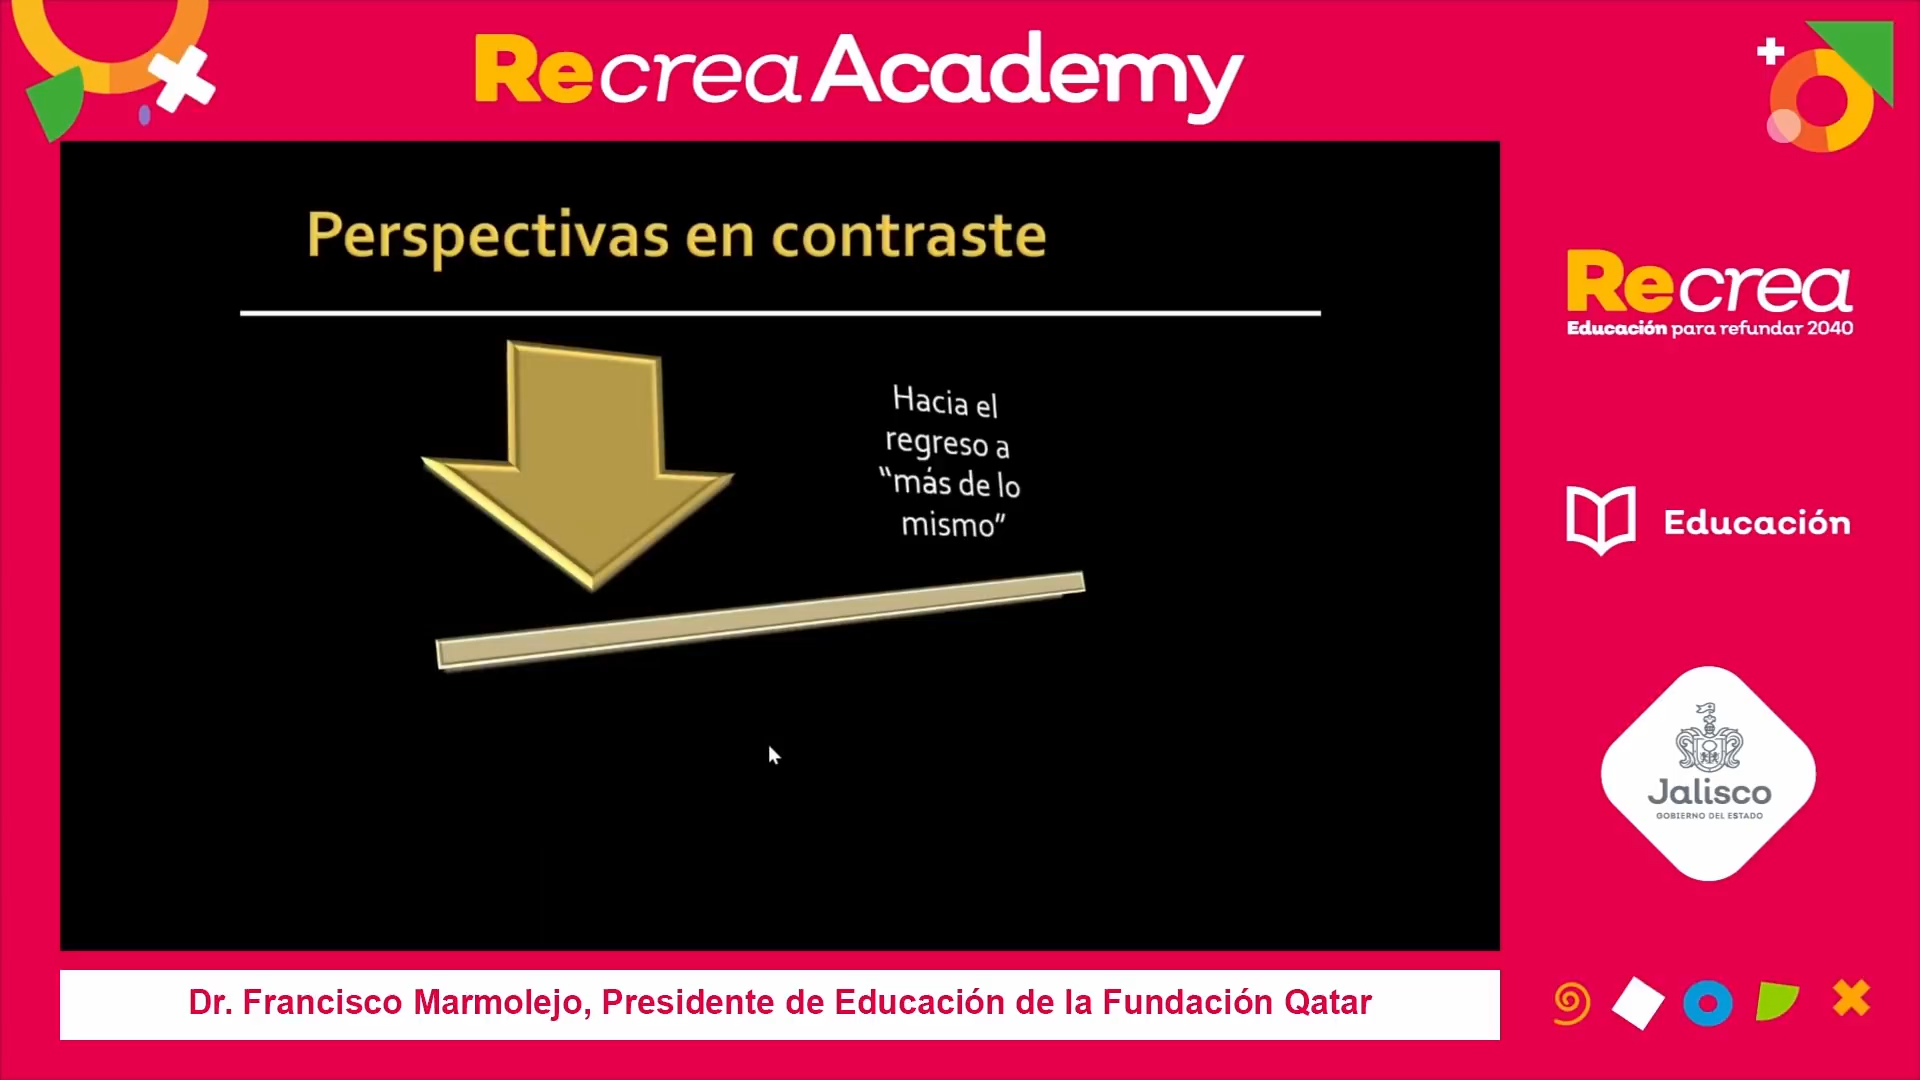 RecreaAcademy
Perspectivas en contraste
Hacia el
regreso a
“más de lo
mismo”
Recrea
Educación para refundar 2040
Educación
Jalisco
GOBIERNO DEL ESTADO
Dr. Francisco Marmolejo, Presidente de Educación de la Fundación Qatar